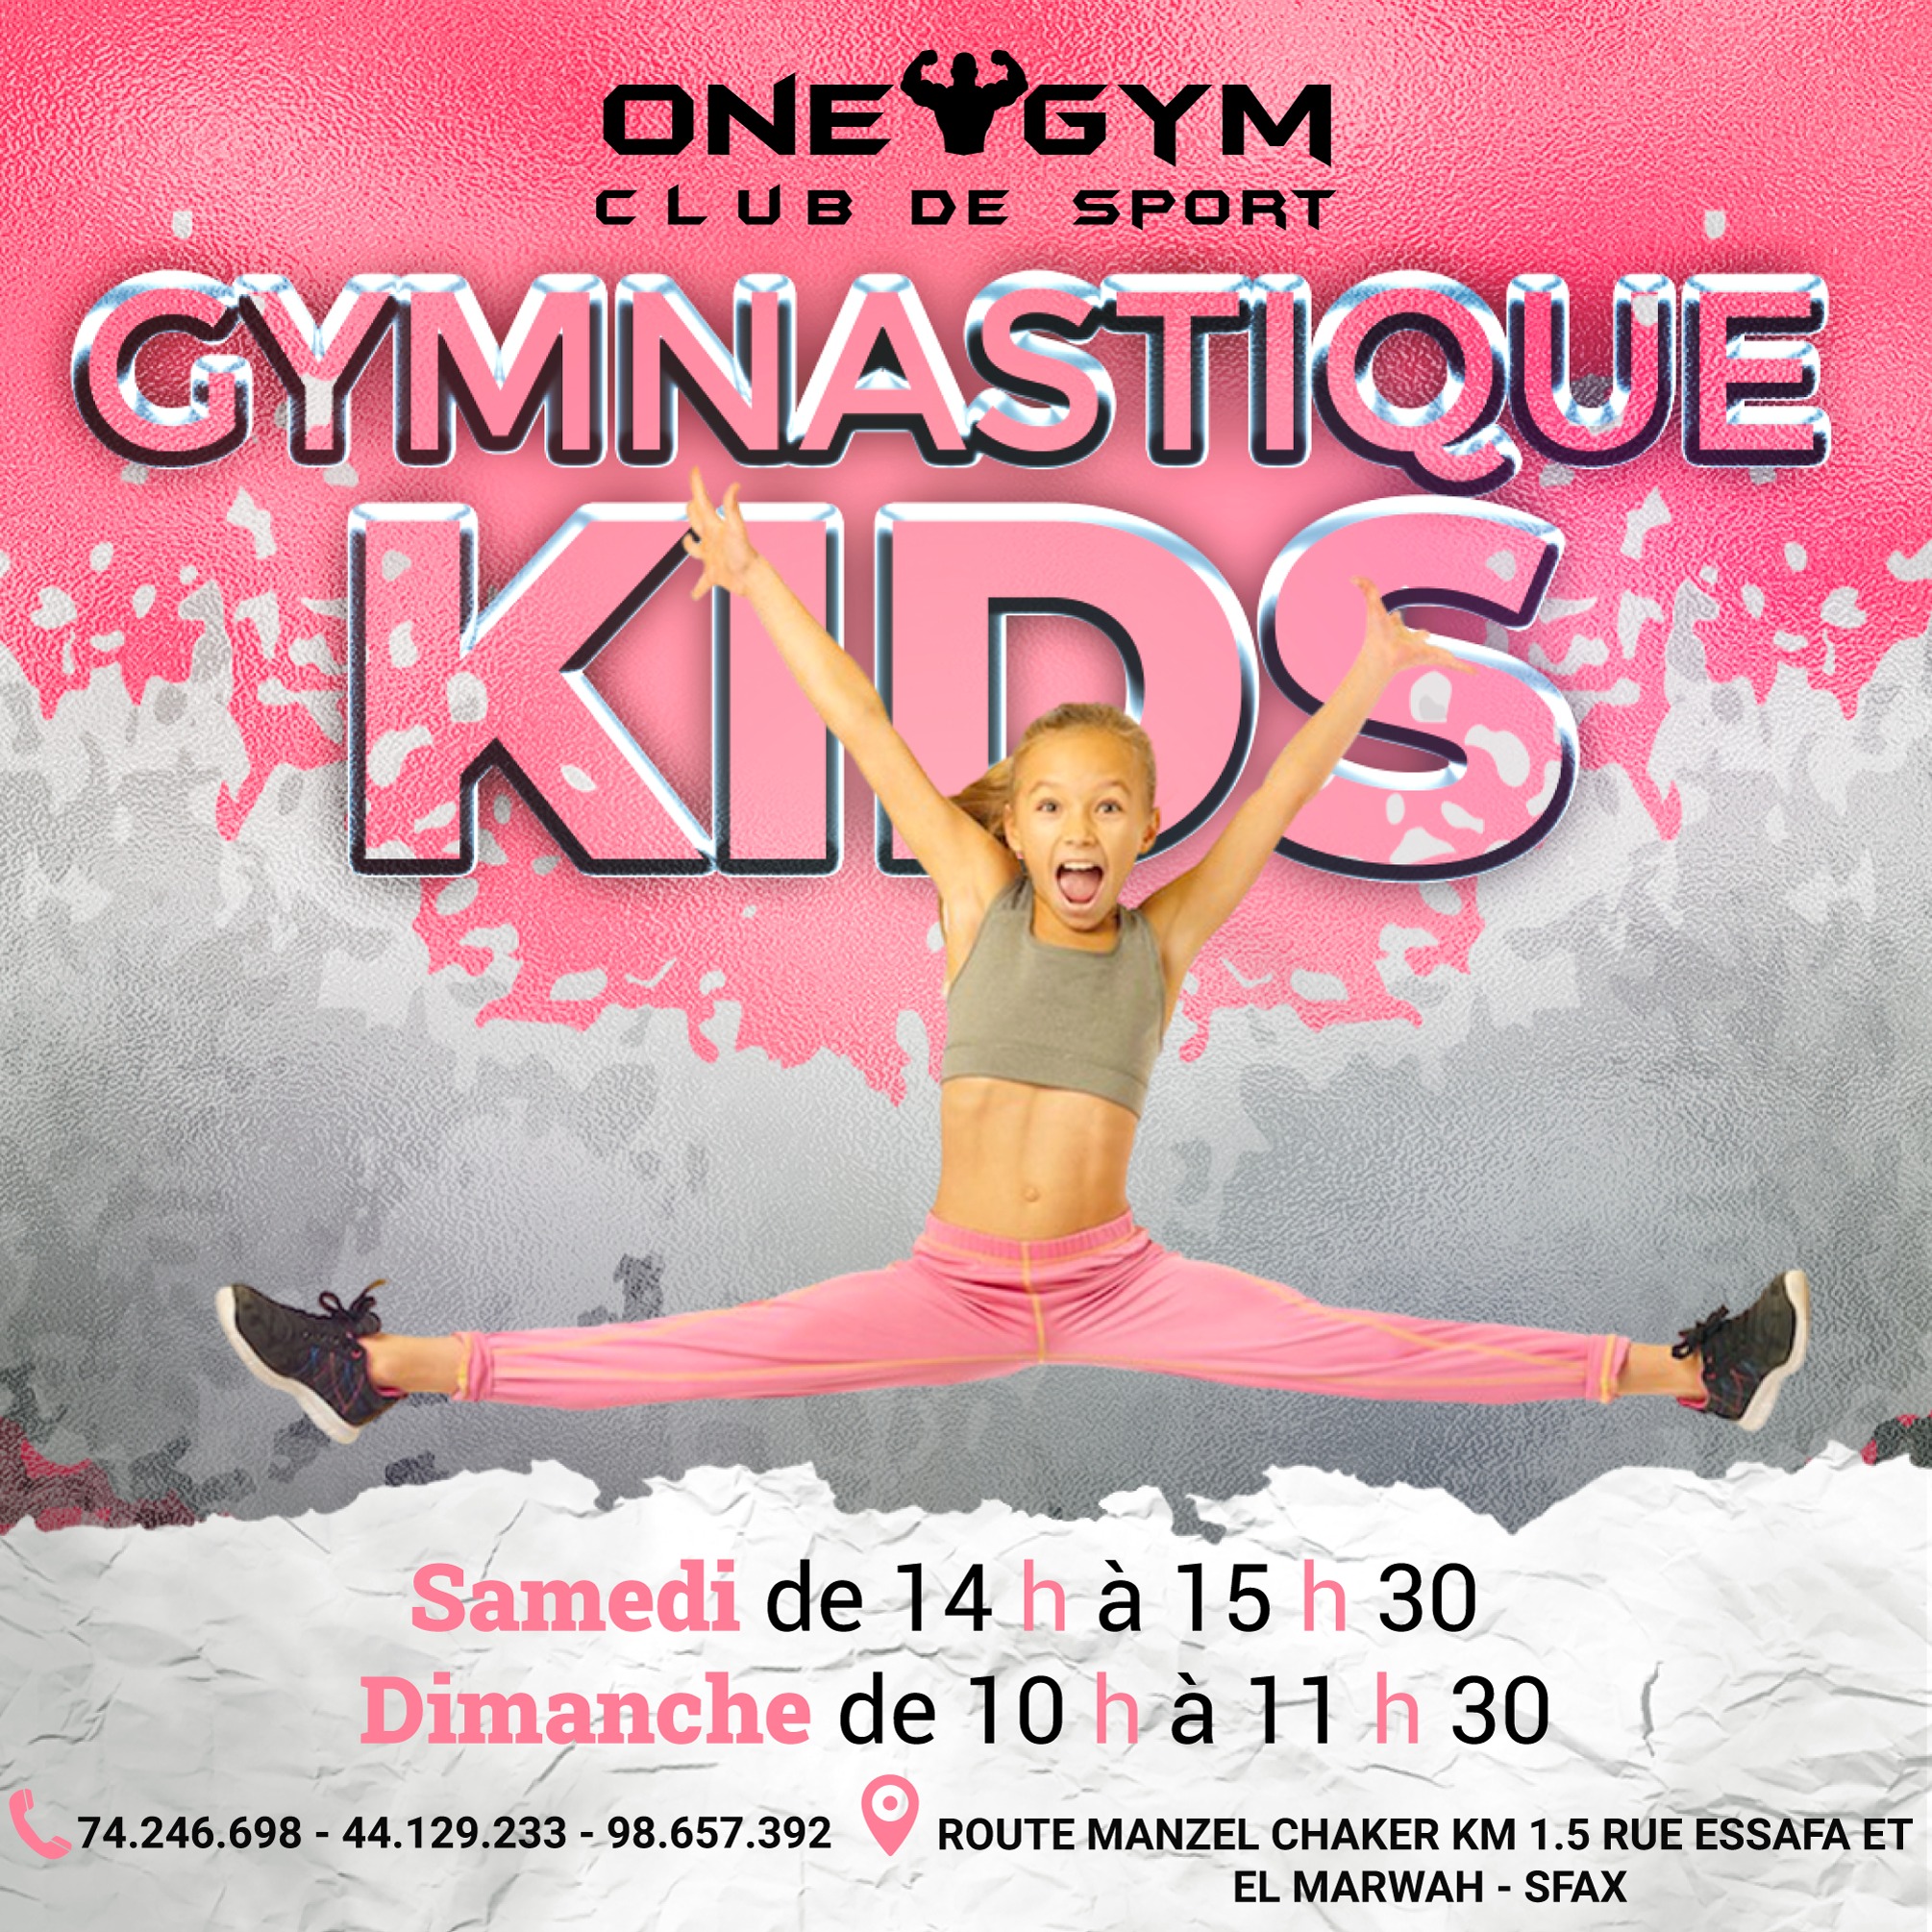 ONE GYM
CLUB DE SPORT
GYMNASTIQUE
KIDS
Samedi de 14 h à 15 h 30
Dimanche de 10 h à 11 h 30
74.246.698 - 44.129.233 - 98.657.392
ROUTE MANZEL CHAKER KM 1.5 RUE ESSAFA ET
EL MARWAH - SFAX